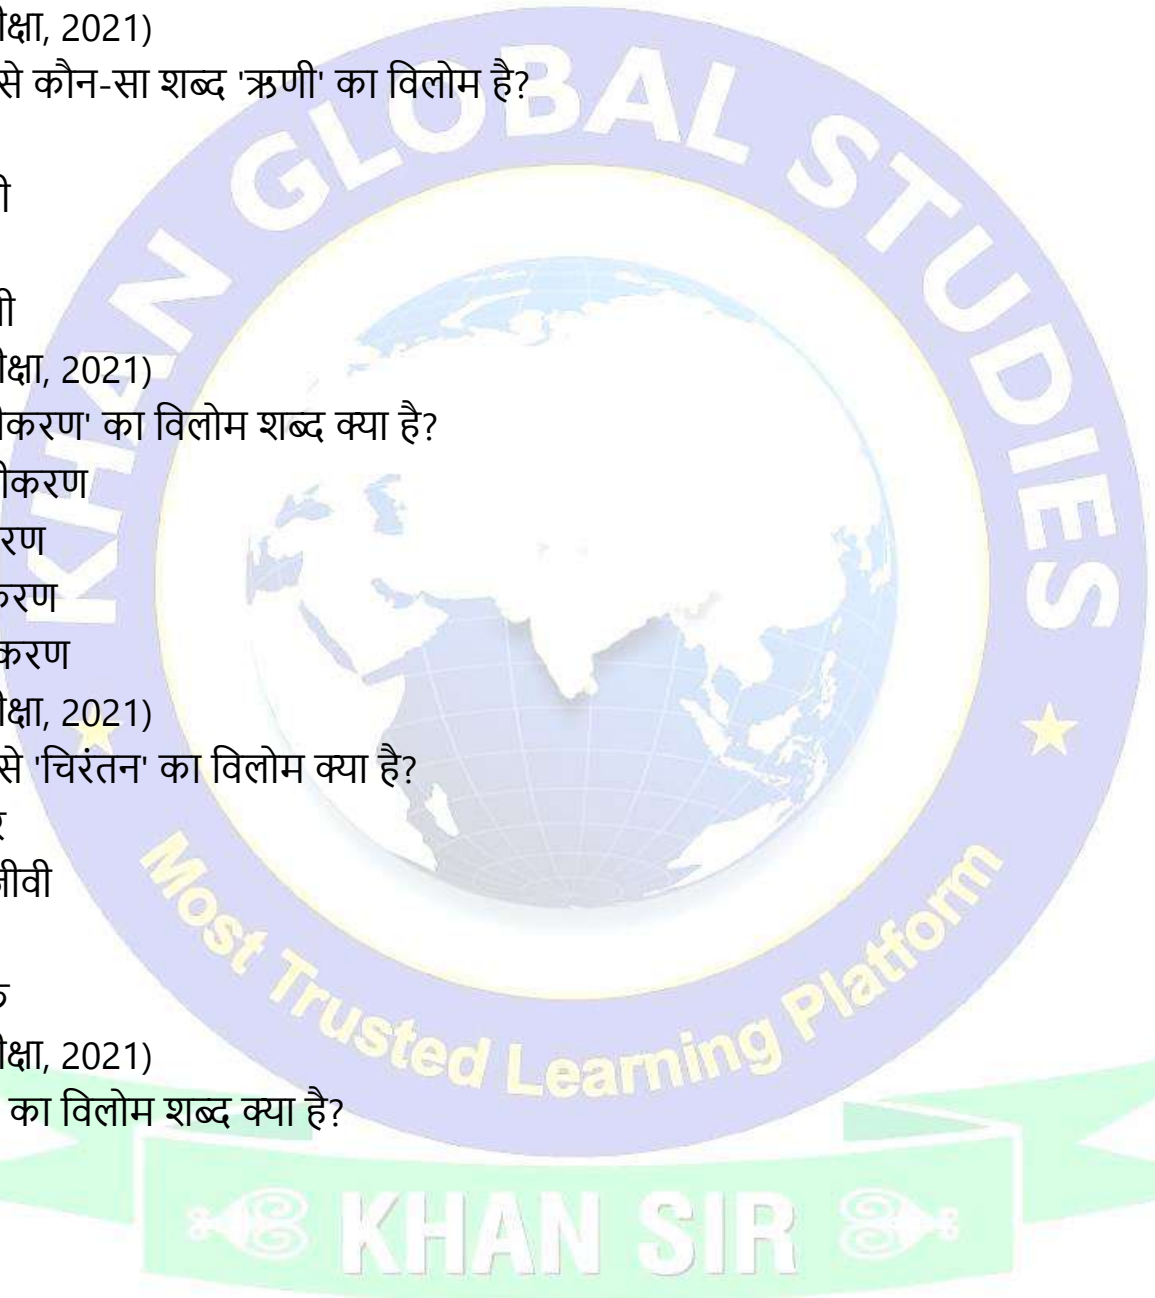 ीक्षा, 2021)
से कौन-सा शब्द 'ऋणी' का विलोम है?
ी
ी
ीक्षा, 2021)
ीकरण' का विलोम शब्द क्या है?
ीकरण
रण
करण
करण
ीक्षा, 2021)
से 'चिरंतन' का विलोम क्या है?
र
जीवी
क
ीक्षा, 2021)
का विलोम शब्द क्या है?
KHAN GLOBAL STUDIES
Most Trusted Learning Platform
KHAN SIR